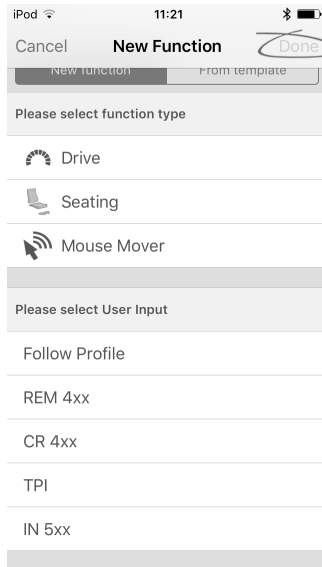 iPod 11:21
Cancel New Function Done
New function From template
Please select function type
Drive
Seating
Mouse Mover
Please select User Input
Follow Profile
REM 4xx
CR 4xx
TPI
IN 5xx